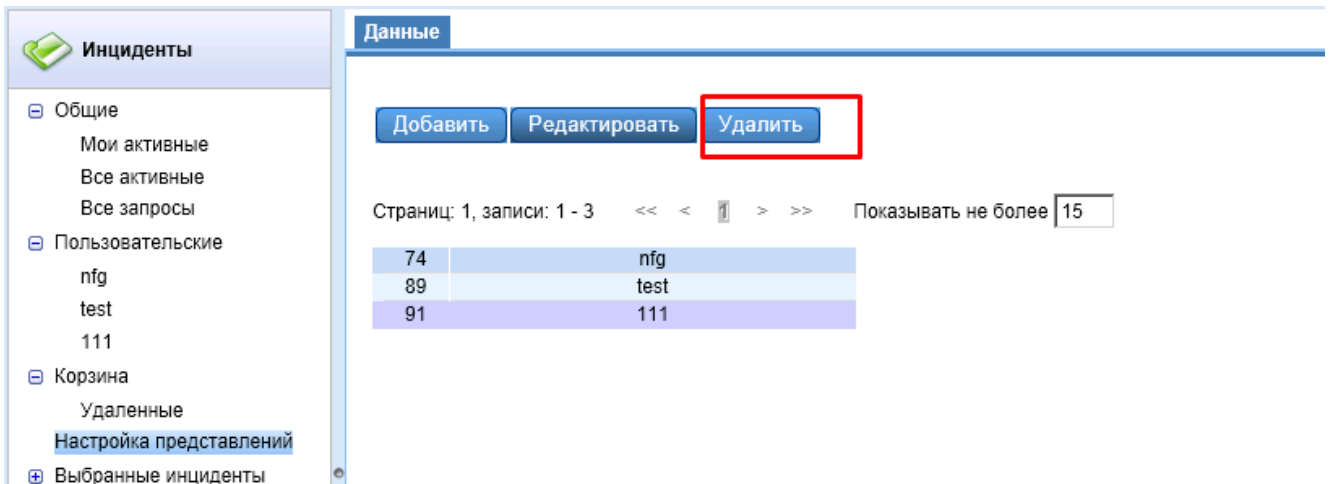 Инциденты
Общие
Мои активные
Все активные
Все запросы
Пользовательские
nfg
test
111
Корзина
Удаленные
Настройка представлений
Выбранные инциденты
Данные
Добавить Редактировать Удалить
Страниц: 1, записи: 1 - 3 << < 1 > >> Показывать не более 15
74 nfg
89 test
91 111